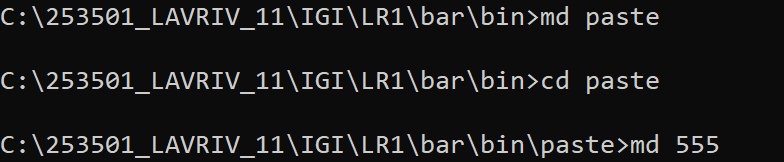 C:\253501_LAVRIV_11\IGI\LR1\bar\bin>md paste
C:\253501_LAVRIV_11\IGI\LR1\bar\bin>cd paste
C:\253501_LAVRIV_11\IGI\LR1\bar\bin\paste>md 555